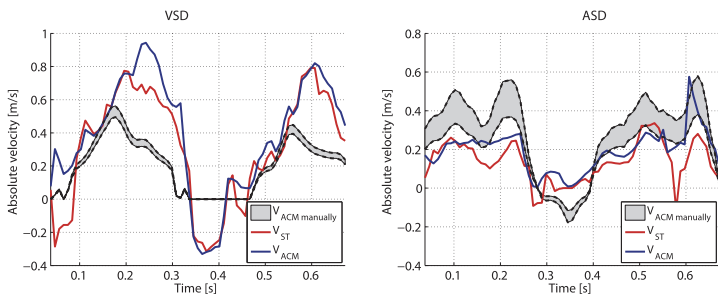 VSD
Absolute velocity [m/s]
1
0.8
0.6
0.4
0.2
0
−0.2
−0.4
0.1
0.2
0.3
0.4
0.5
0.6
Time [s]
V ACM manually
V ST
V ACM
ASD
Absolute velocity [m/s]
0.8
0.6
0.4
0.2
0
−0.2
−0.4
0.1
0.2
0.3
0.4
0.5
0.6
Time [s]
V ACM manually
V ST
V ACM